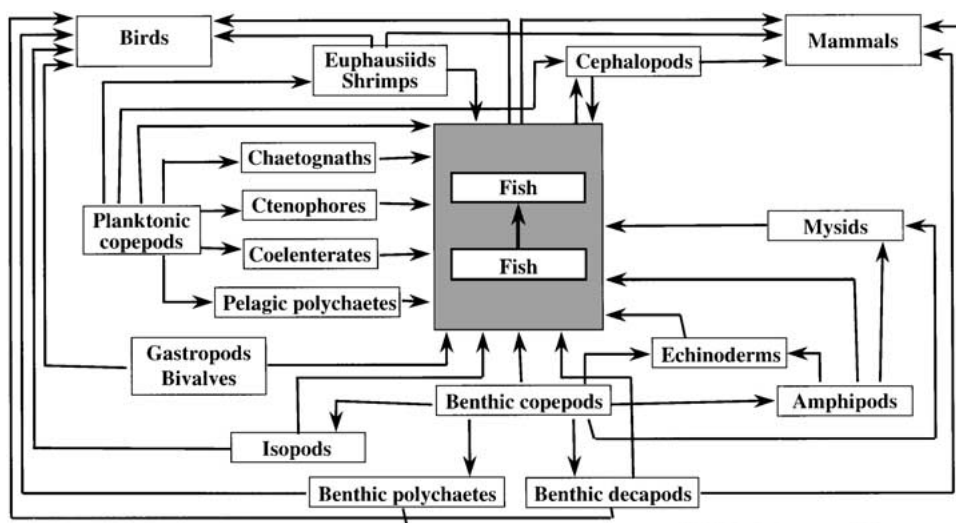 Birds
Euphausiids
Shrimps
Cephalopods
Mammals
Chaetognaths
Fish
Planktonic
copepods
Ctenophores
Mysids
Coelenterates
Fish
Pelagic polychaetes
Gastropods
Bivalves
Echinoderms
Benthic copepods
Amphipods
Isopods
Benthic polychaetes
Benthic decapods